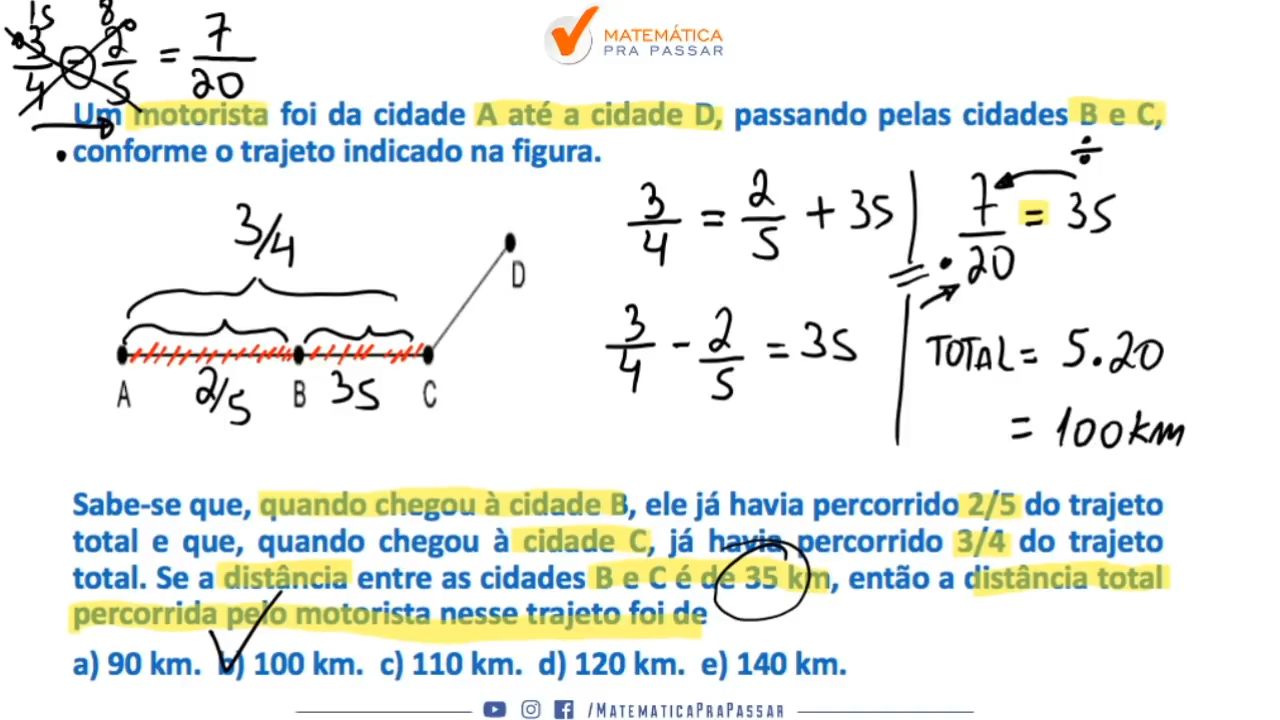 15 8
3/4 - 2/5 = 7/20
MATEMÁTICA
PRA PASSAR
Um motorista foi da cidade A até a cidade D, passando pelas cidades B e C,
conforme o trajeto indicado na figura.
3/4
A 2/5 B 35 C
D
3/4 = 2/5 + 35
3/4 - 2/5 = 35
÷
7/20 = 35
TOTAL = 5.20
= 100km
Sabe-se que, quando chegou à cidade B, ele já havia percorrido 2/5 do trajeto
total e que, quando chegou à cidade C, já havia percorrido 3/4 do trajeto
total. Se a distância entre as cidades B e C é de 35 km, então a distância total
percorrida pelo motorista nesse trajeto foi de
a) 90 km. b) 100 km. c) 110 km. d) 120 km. e) 140 km.
/MATEMATICAPRAPASSAR